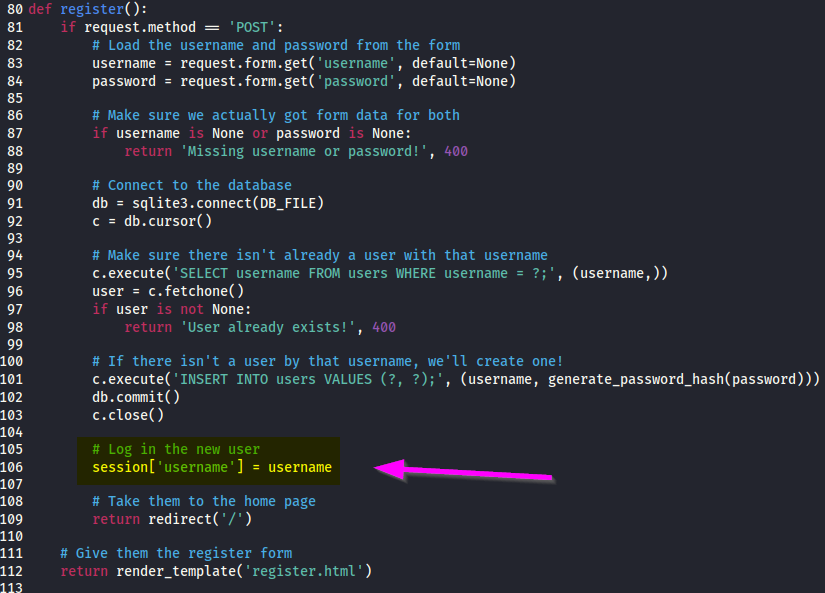 80 def register():
81     if request.method == 'POST':
82         # Load the username and password from the form
83         username = request.form.get('username', default=None)
84         password = request.form.get('password', default=None)
85
86         # Make sure we actually got form data for both
87         if username is None or password is None:
88             return 'Missing username or password!', 400
89
90         # Connect to the database
91         db = sqlite3.connect(DB_FILE)
92         c = db.cursor()
93
94         # Make sure there isn't already a user with that username
95         c.execute('SELECT username FROM users WHERE username = ?;', (username,))
96         user = c.fetchone()
97         if user is not None:
98             return 'User already exists!', 400
99
100         # If there isn't a user by that username, we'll create one!
101         c.execute('INSERT INTO users VALUES (?, ?);', (username, generate_password_hash(password)))
102         db.commit()
103         c.close()
104
105         # Log in the new user
106         session['username'] = username
107
108         # Take them to the home page
109         return redirect('/')
110
111     # Give them the register form
112     return render_template('register.html')
113